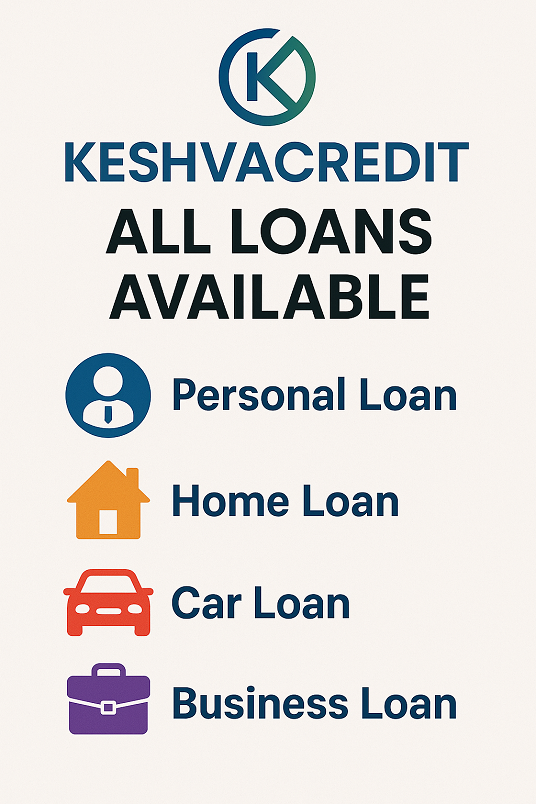 K
KESHVACREDIT
ALL LOANS
AVAILABLE
Personal Loan
Home Loan
Car Loan
Business Loan